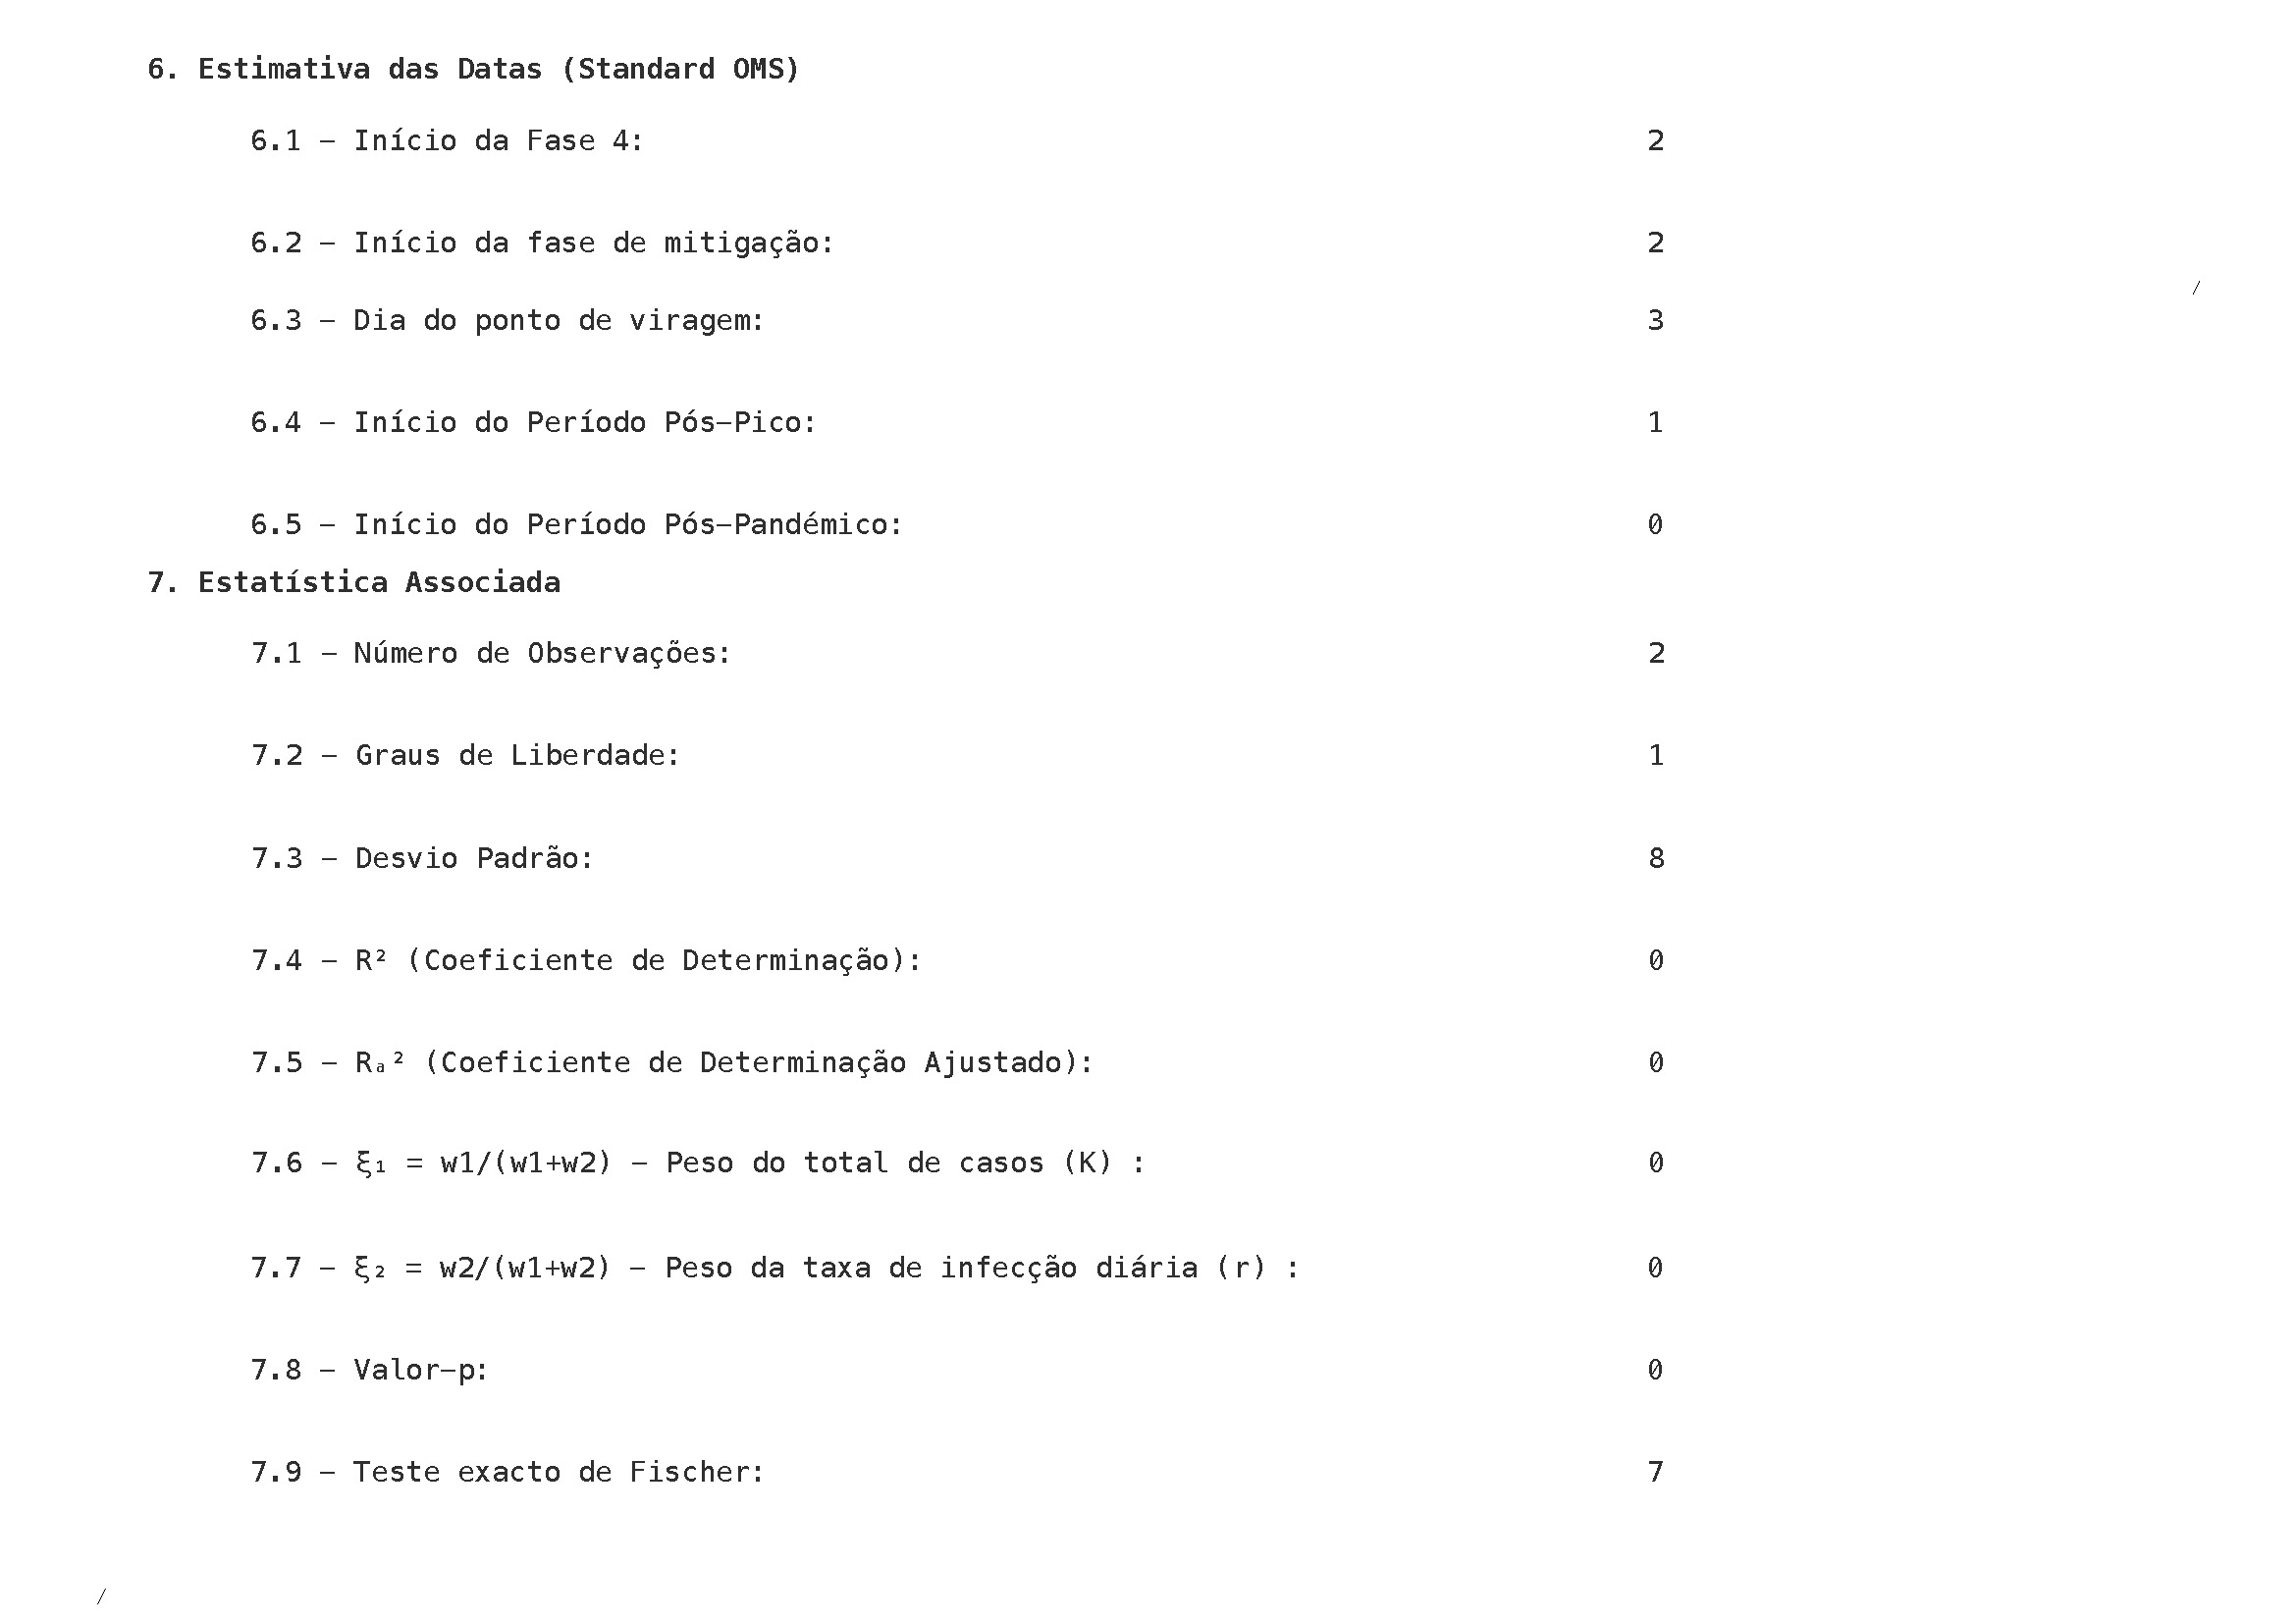 6. Estimativa das Datas (Standard OMS)
6.1 – Início da Fase 4: 2
6.2 – Início da fase de mitigação: 2
/
6.3 – Dia do ponto de viragem: 3
6.4 – Início do Período Pós–Pico: 1
6.5 – Início do Período Pós–Pandémico: 0
7. Estatística Associada
7.1 – Número de Observações: 2
7.2 – Graus de Liberdade: 1
7.3 – Desvio Padrão: 8
7.4 – R² (Coeficiente de Determinação): 0
7.5 – Rₐ² (Coeficiente de Determinação Ajustado): 0
7.6 – ξ₁ = w1/(w1+w2) – Peso do total de casos (K) : 0
7.7 – ξ₂ = w2/(w1+w2) – Peso da taxa de infecção diária (r) : 0
7.8 – Valor–p: 0
7.9 – Teste exacto de Fischer: 7
/